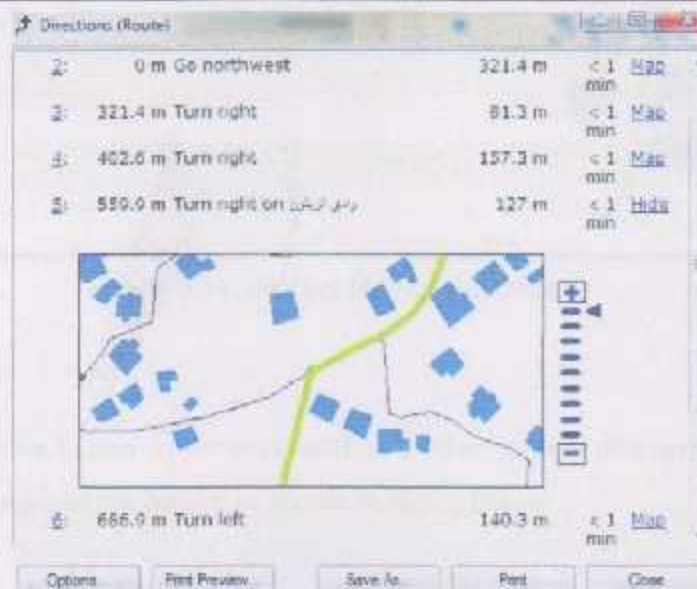 Directions (Route)
2: 0 m Go northwest 321.4 m < 1 min Map
3: 321.4 m Turn right 81.3 m < 1 min Map
4: 402.6 m Turn right 157.3 m < 1 min Map
5: 559.9 m Turn right on 127 m < 1 min Hide
6: 686.9 m Turn left 140.3 m < 1 min Map
Options... Print Preview... Save As... Print Close